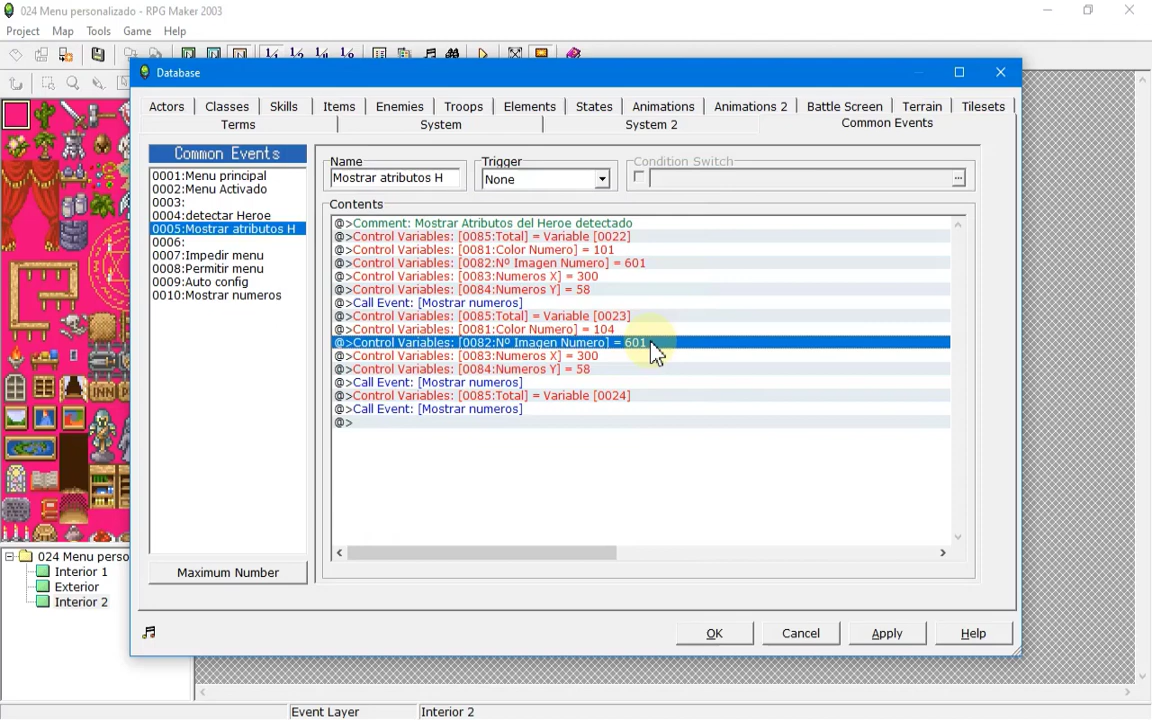 024 Menu personalizado - RPG Maker 2003
Project Map Tools Game Help
Database
Actors Classes Skills Items Enemies Troops Elements States Animations Animations 2 Battle Screen Terrain Tilesets
Terms System System 2 Common Events
Common Events
0001:Menu principal
0002:Menu Activado
0003:
0004:detectar Heroe
0005:Mostrar atributos H
0006:
0007:Impedir menu
0008:Permitir menu
0009:Auto config
0010:Mostrar numeros
Maximum Number
Name
Mostrar atributos H
Trigger
None
Condition Switch
...
Contents
@>Comment: Mostrar Atributos del Heroe detectado
@>Control Variables: [0085:Total] = Variable [0022]
@>Control Variables: [0081:Color Numero] = 101
@>Control Variables: [0082:Nº Imagen Numero] = 601
@>Control Variables: [0083:Numeros X] = 300
@>Control Variables: [0084:Numeros Y] = 58
@>Call Event: [Mostrar numeros]
@>Control Variables: [0085:Total] = Variable [0023]
@>Control Variables: [0081:Color Numero] = 104
@>Control Variables: [0082:Nº Imagen Numero] = 601
@>Control Variables: [0083:Numeros X] = 300
@>Control Variables: [0084:Numeros Y] = 58
@>Call Event: [Mostrar numeros]
@>Control Variables: [0085:Total] = Variable [0024]
@>Call Event: [Mostrar numeros]
@>
OK Cancel Apply Help
024 Menu perso
Interior 1
Exterior
Interior 2
Event Layer Interior 2